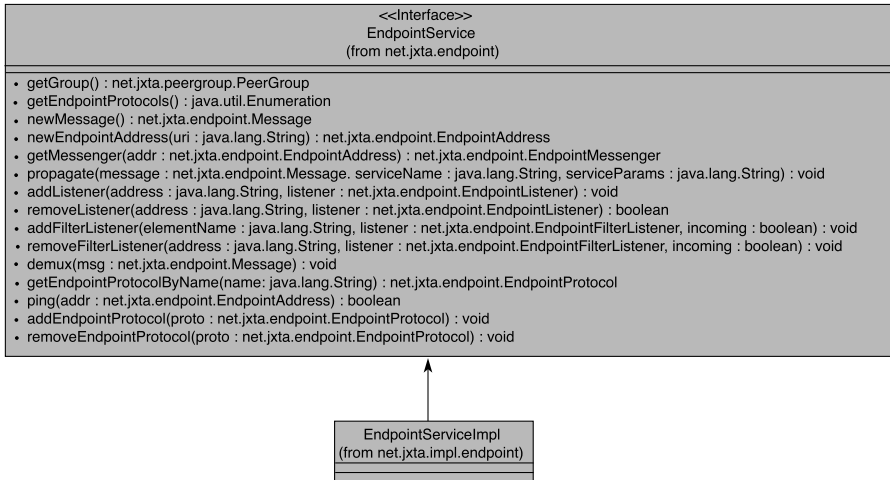 <<Interface>>
EndpointService
(from net.jxta.endpoint)
• getGroup() : net.jxta.peergroup.PeerGroup
• getEndpointProtocols() : java.util.Enumeration
• newMessage() : net.jxta.endpoint.Message
• newEndpointAddress(uri : java.lang.String) : net.jxta.endpoint.EndpointAddress
• getMessenger(addr : net.jxta.endpoint.EndpointAddress) : net.jxta.endpoint.EndpointMessenger
• propagate(message : net.jxta.endpoint.Message. serviceName : java.lang.String, serviceParams : java.lang.String) : void
• addListener(address : java.lang.String, listener : net.jxta.endpoint.EndpointListener) : void
• removeListener(address : java.lang.String, listener : net.jxta.endpoint.EndpointListener) : boolean
• addFilterListener(elementName : java.lang.String, listener : net.jxta.endpoint.EndpointFilterListener, incoming : boolean) : void
• removeFilterListener(address : java.lang.String, listener : net.jxta.endpoint.EndpointFilterListener, incoming : boolean) : void
• demux(msg : net.jxta.endpoint.Message) : void
• getEndpointProtocolByName(name: java.lang.String) : net.jxta.endpoint.EndpointProtocol
• ping(addr : net.jxta.endpoint.EndpointAddress) : boolean
• addEndpointProtocol(proto : net.jxta.endpoint.EndpointProtocol) : void
• removeEndpointProtocol(proto : net.jxta.endpoint.EndpointProtocol) : void
EndpointServiceImpl
(from net.jxta.impl.endpoint)